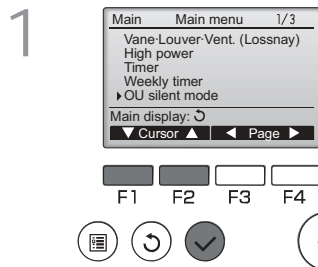 1
Main Main menu 1/3
Vane·Louver·Vent. (Lossnay)
High power
Timer
Weekly timer
▶OU silent mode
Main display: ↺
▼ Cursor ▲ ◀ Page ▶
F1 F2 F3 F4